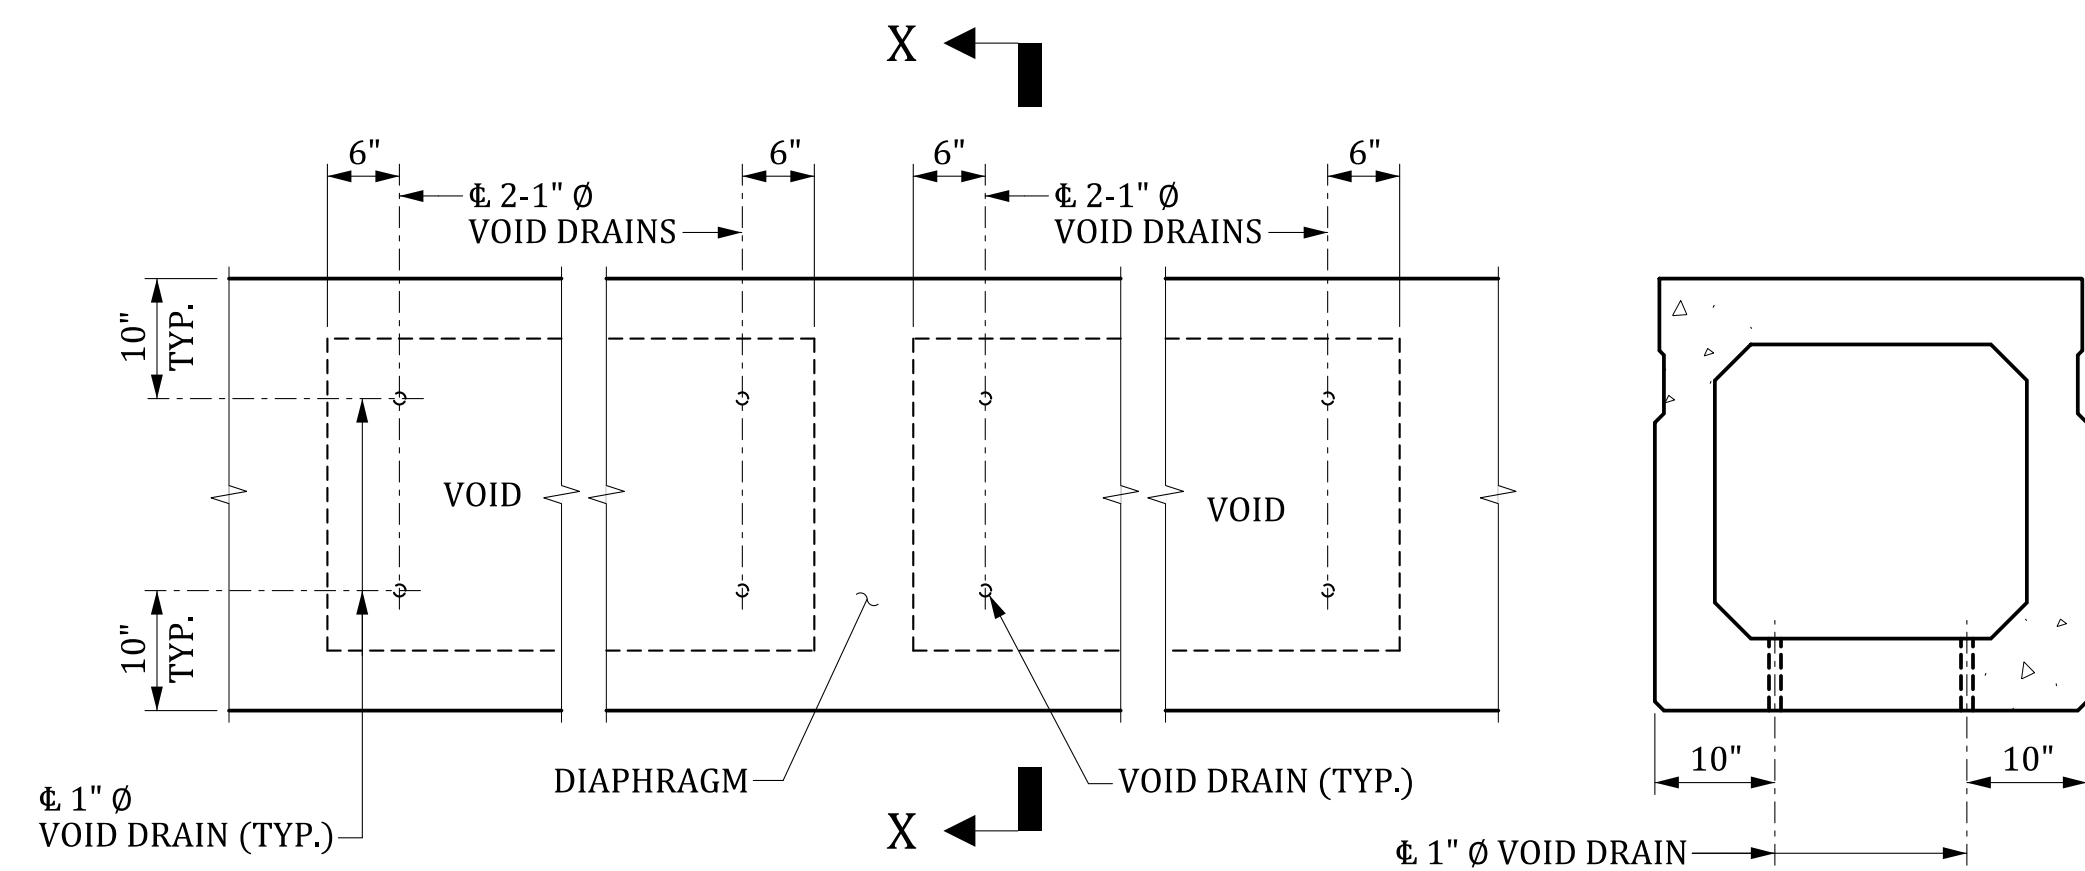 X
6" 6" 6" 6"
℄ 2-1" Ø
VOID DRAINS
℄ 2-1" Ø
VOID DRAINS
10"
TYP.
VOID
VOID
10"
TYP.
10" 10"
DIAPHRAGM
VOID DRAIN (TYP.)
℄ 1" Ø
VOID DRAIN (TYP.)
X
℄ 1" Ø VOID DRAIN